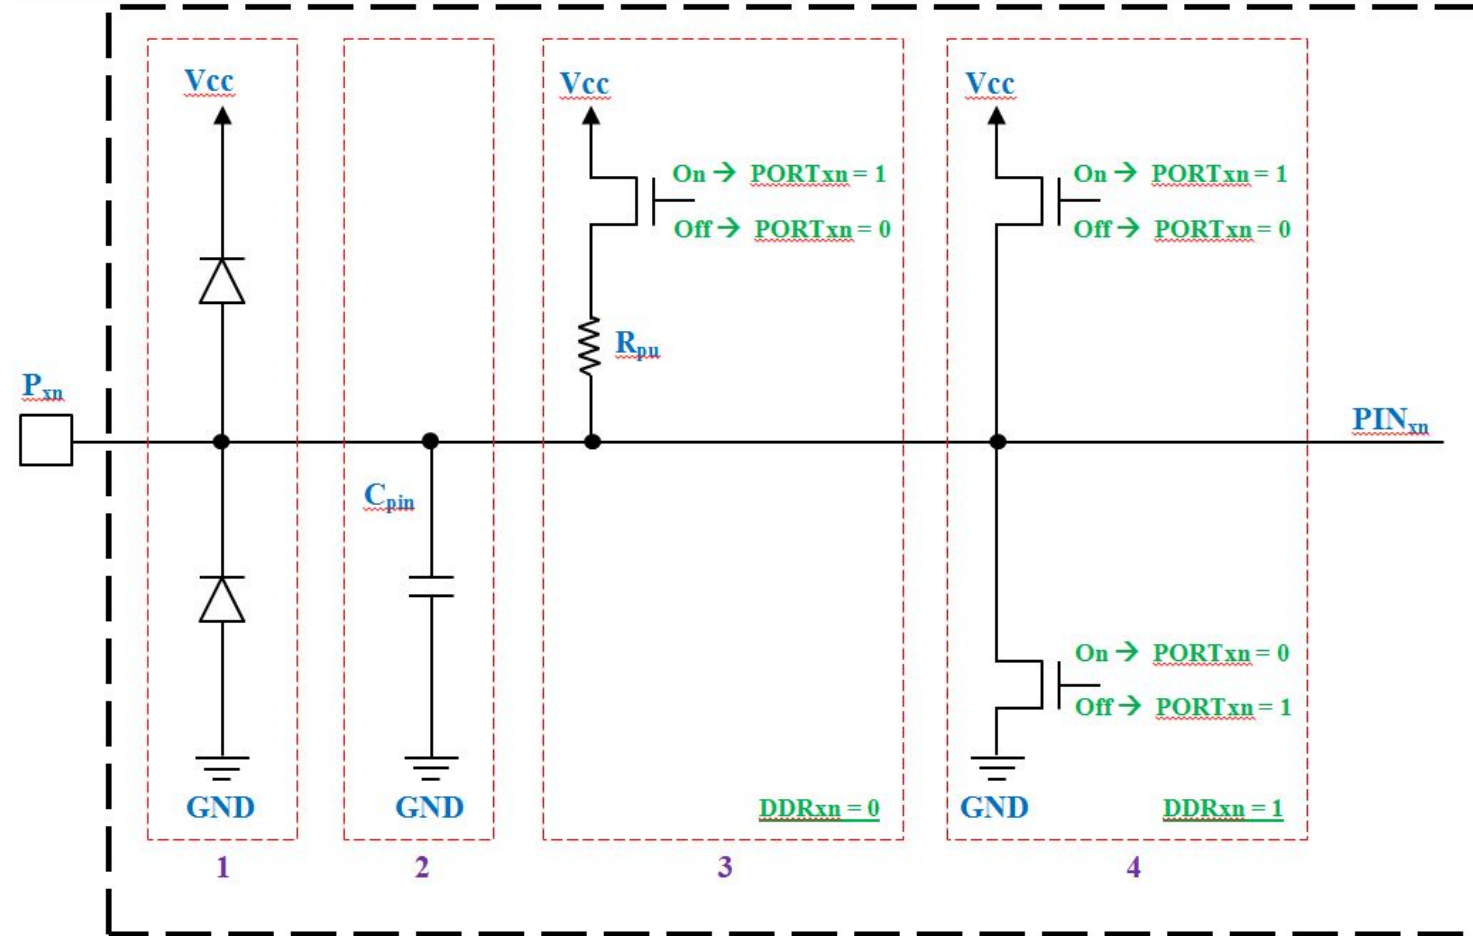 Vcc
Vcc
Vcc
On → PORTxn = 1
On → PORTxn = 1
Off → PORTxn = 0
Off → PORTxn = 0
Rpu
Pxn
PINxn
Cpin
On → PORTxn = 0
Off → PORTxn = 1
GND
GND
DDRxn = 0
GND
DDRxn = 1
1
2
3
4